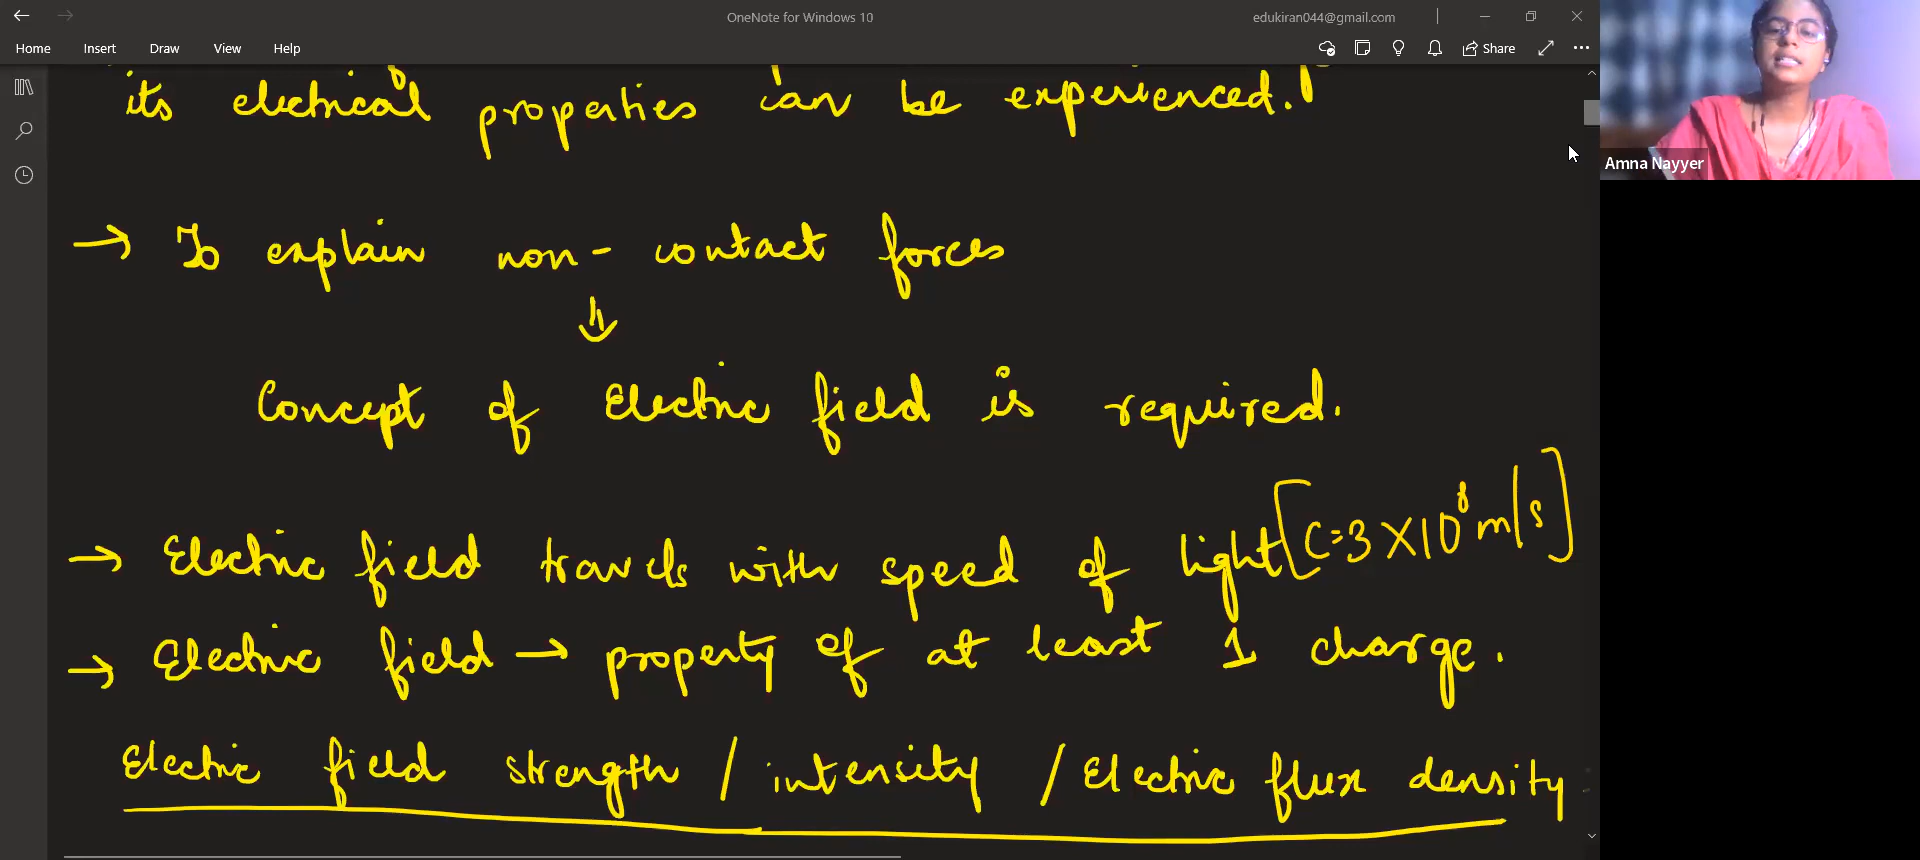 OneNote for Windows 10
edukiran044@gmail.com
Home Insert Draw View Help
Share
its electrical properties can be experienced.
Amna Nayyer
→ To explain non-contact forces
↓
Concept of Electric field is required.
→ Electric field travels with speed of light [C=3×10⁸m/s]
→ Electric field → property of at least 1 charge.
Electric field strength / intensity / Electric flux density